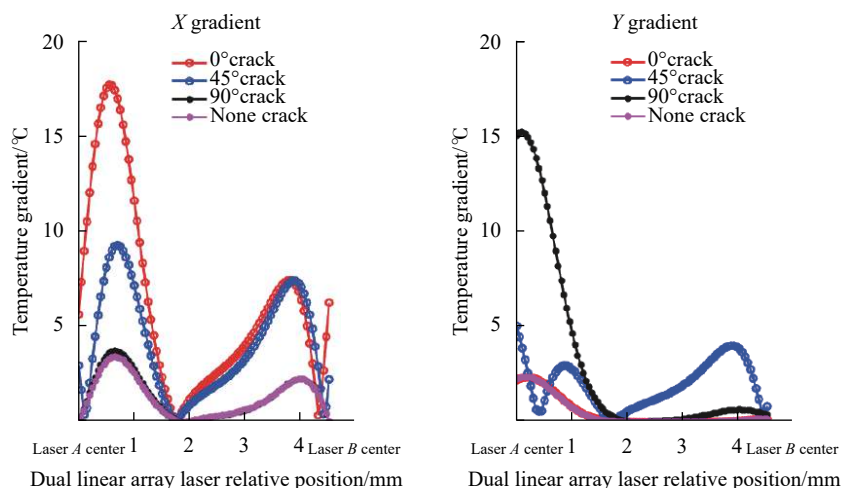 X gradient
20
15
10
5
Temperature gradient/℃
0°crack
45°crack
90°crack
None crack
Laser A center 1 2 3 4 Laser B center
Dual linear array laser relative position/mm
Y gradient
20
15
10
5
Temperature gradient/℃
0°crack
45°crack
90°crack
None crack
Laser A center 1 2 3 4 Laser B center
Dual linear array laser relative position/mm